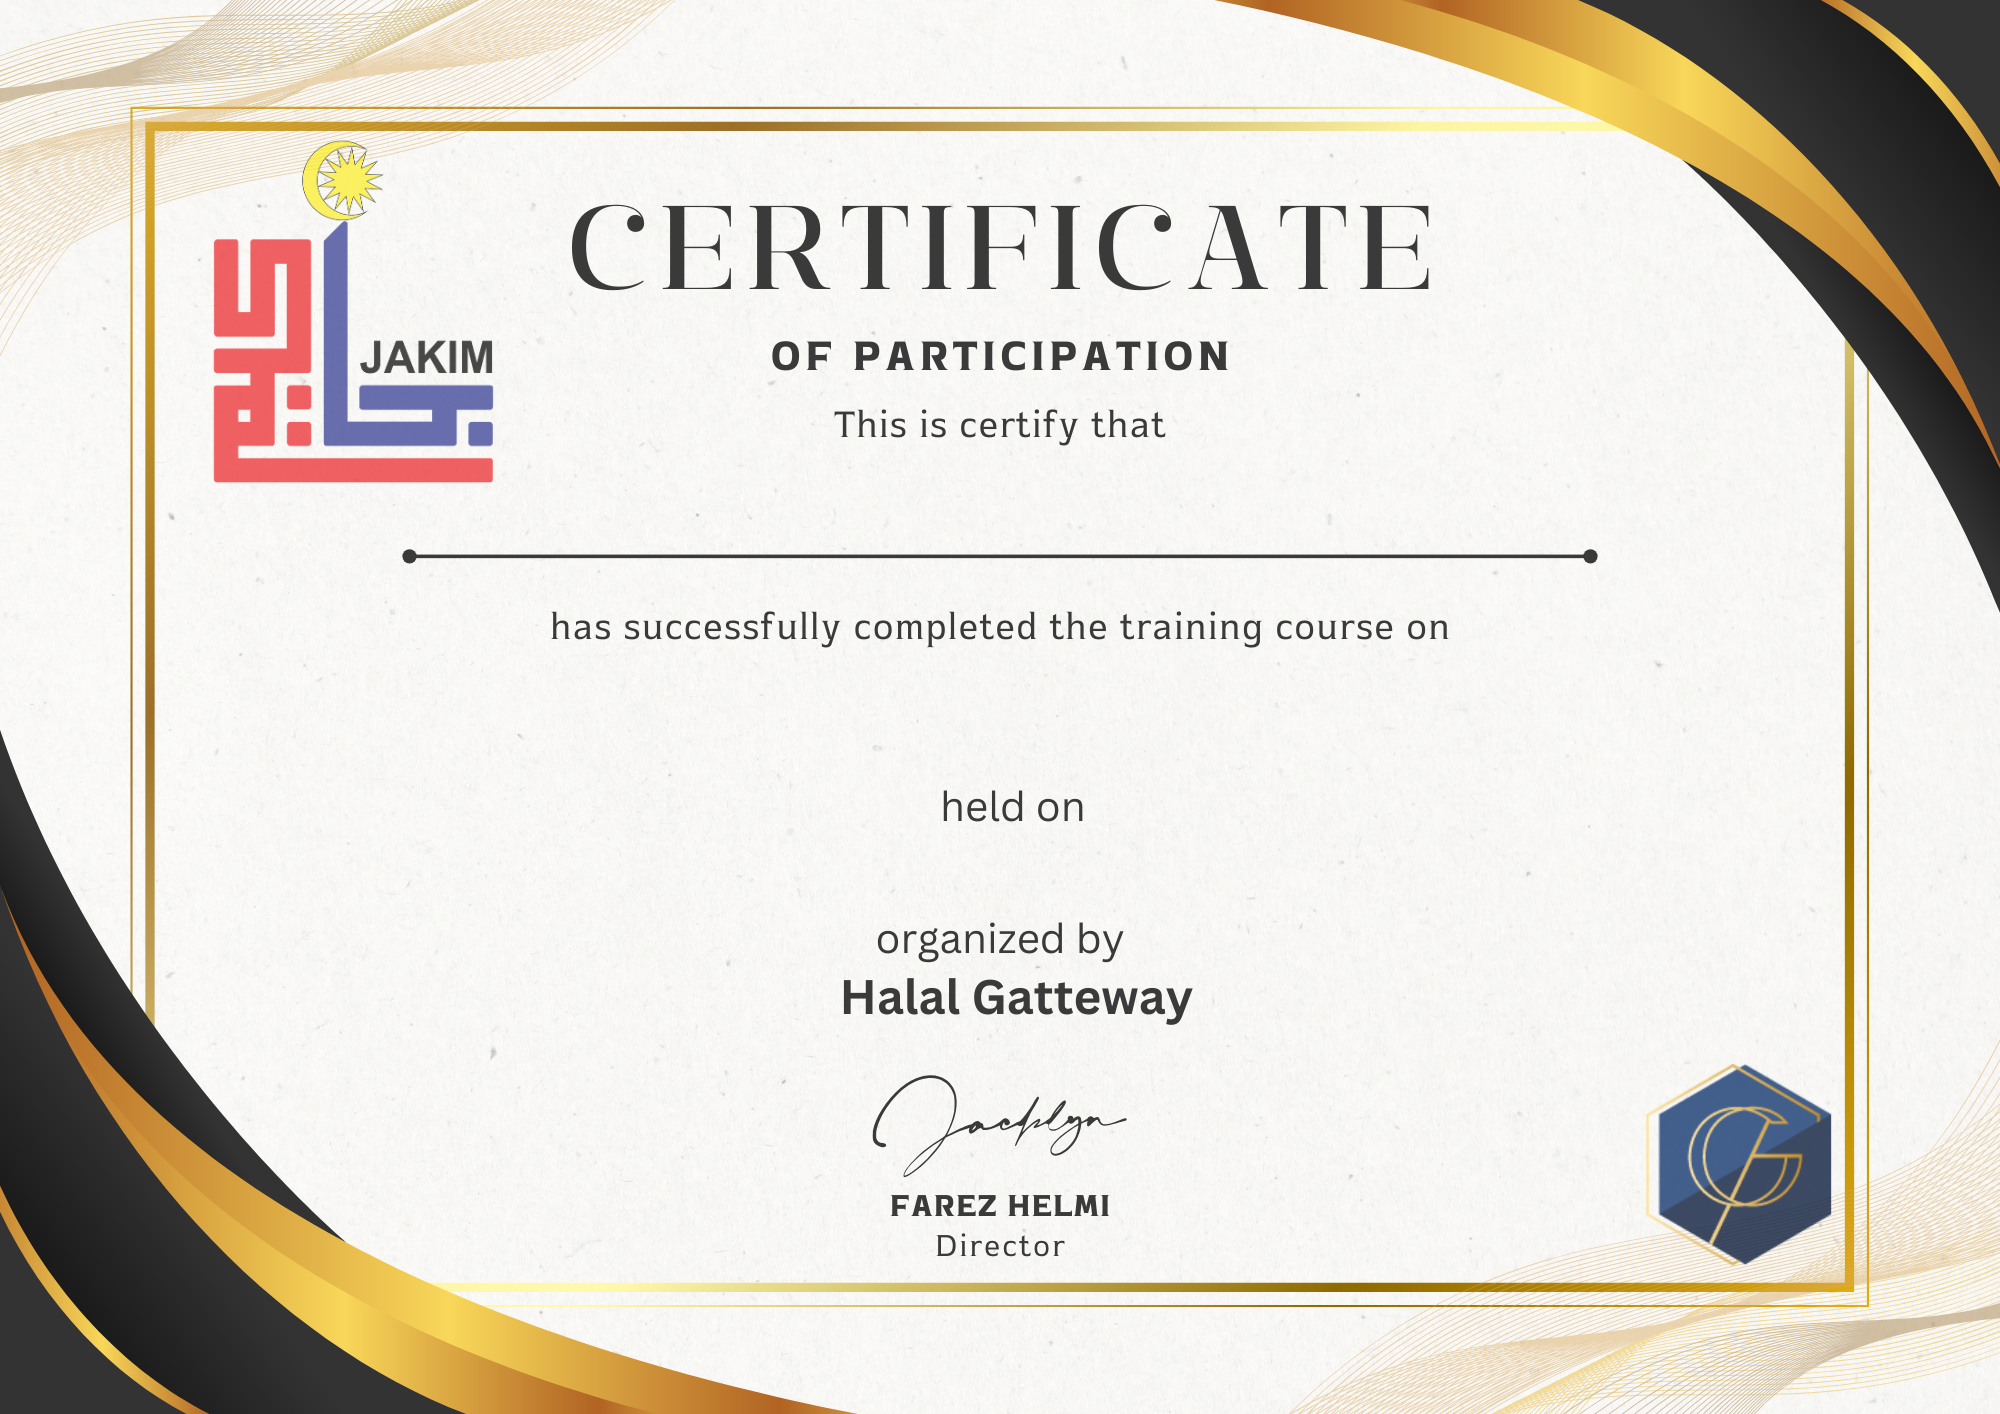 CERTIFICATE
JAKIM
OF PARTICIPATION
This is certify that
has successfully completed the training course on
held on
organized by
Halal Gatteway
Jacklyn
FAREZ HELMI
Director